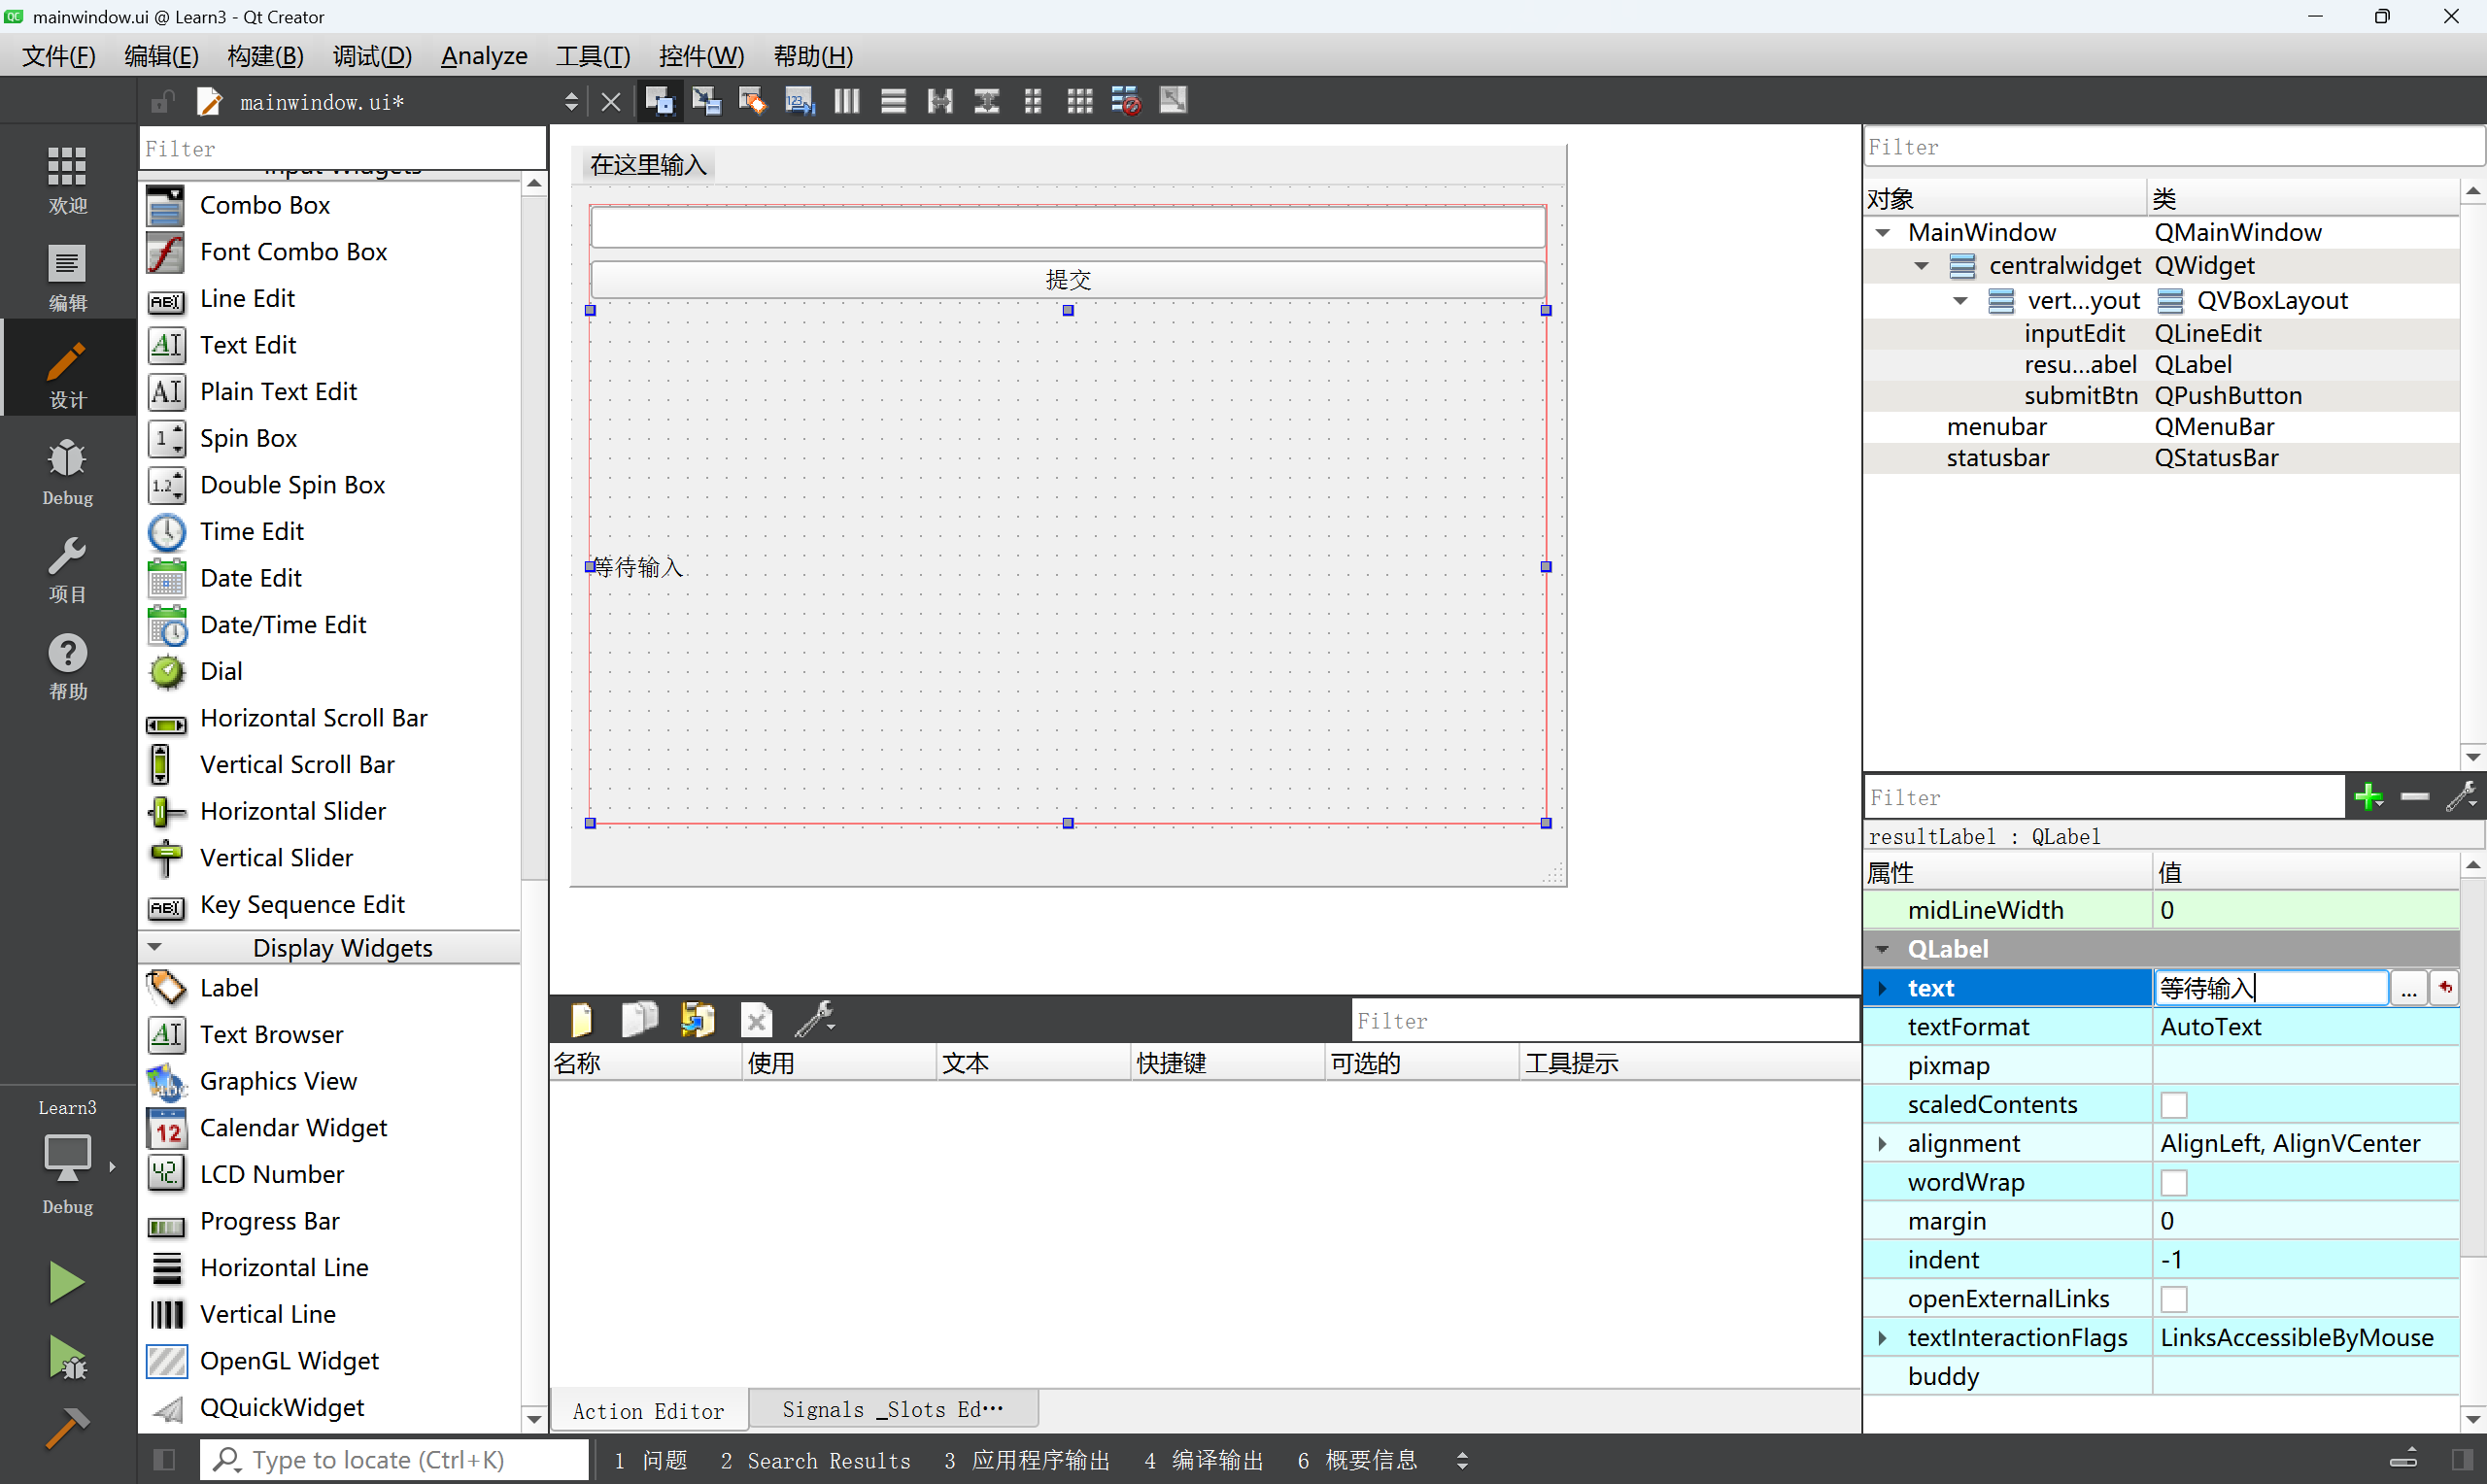 mainwindow.ui @ Learn3 - Qt Creator
文件(F) 编辑(E) 构建(B) 调试(D) Analyze 工具(T) 控件(W) 帮助(H)
mainwindow.ui*
欢迎
编辑
设计
Debug
项目
帮助
Learn3
Debug
Filter
Input Widgets
Combo Box
Font Combo Box
Line Edit
Text Edit
Plain Text Edit
Spin Box
Double Spin Box
Time Edit
Date Edit
Date/Time Edit
Dial
Horizontal Scroll Bar
Vertical Scroll Bar
Horizontal Slider
Vertical Slider
Key Sequence Edit
Display Widgets
Label
Text Browser
Graphics View
Calendar Widget
LCD Number
Progress Bar
Horizontal Line
Vertical Line
OpenGL Widget
QQuickWidget
在这里输入
提交
等待输入
Filter
名称 使用 文本 快捷键 可选的 工具提示
Action Editor Signals _Slots Ed…
Filter
对象 类
MainWindow QMainWindow
centralwidget QWidget
vert...yout QVBoxLayout
inputEdit QLineEdit
resu...abel QLabel
submitBtn QPushButton
menubar QMenuBar
statusbar QStatusBar
Filter
resultLabel : QLabel
属性 值
midLineWidth 0
QLabel
text 等待输入 ...
textFormat AutoText
pixmap
scaledContents
alignment AlignLeft, AlignVCenter
wordWrap
margin 0
indent -1
openExternalLinks
textInteractionFlags LinksAccessibleByMouse
buddy
Type to locate (Ctrl+K) 1 问题 2 Search Results 3 应用程序输出 4 编译输出 6 概要信息